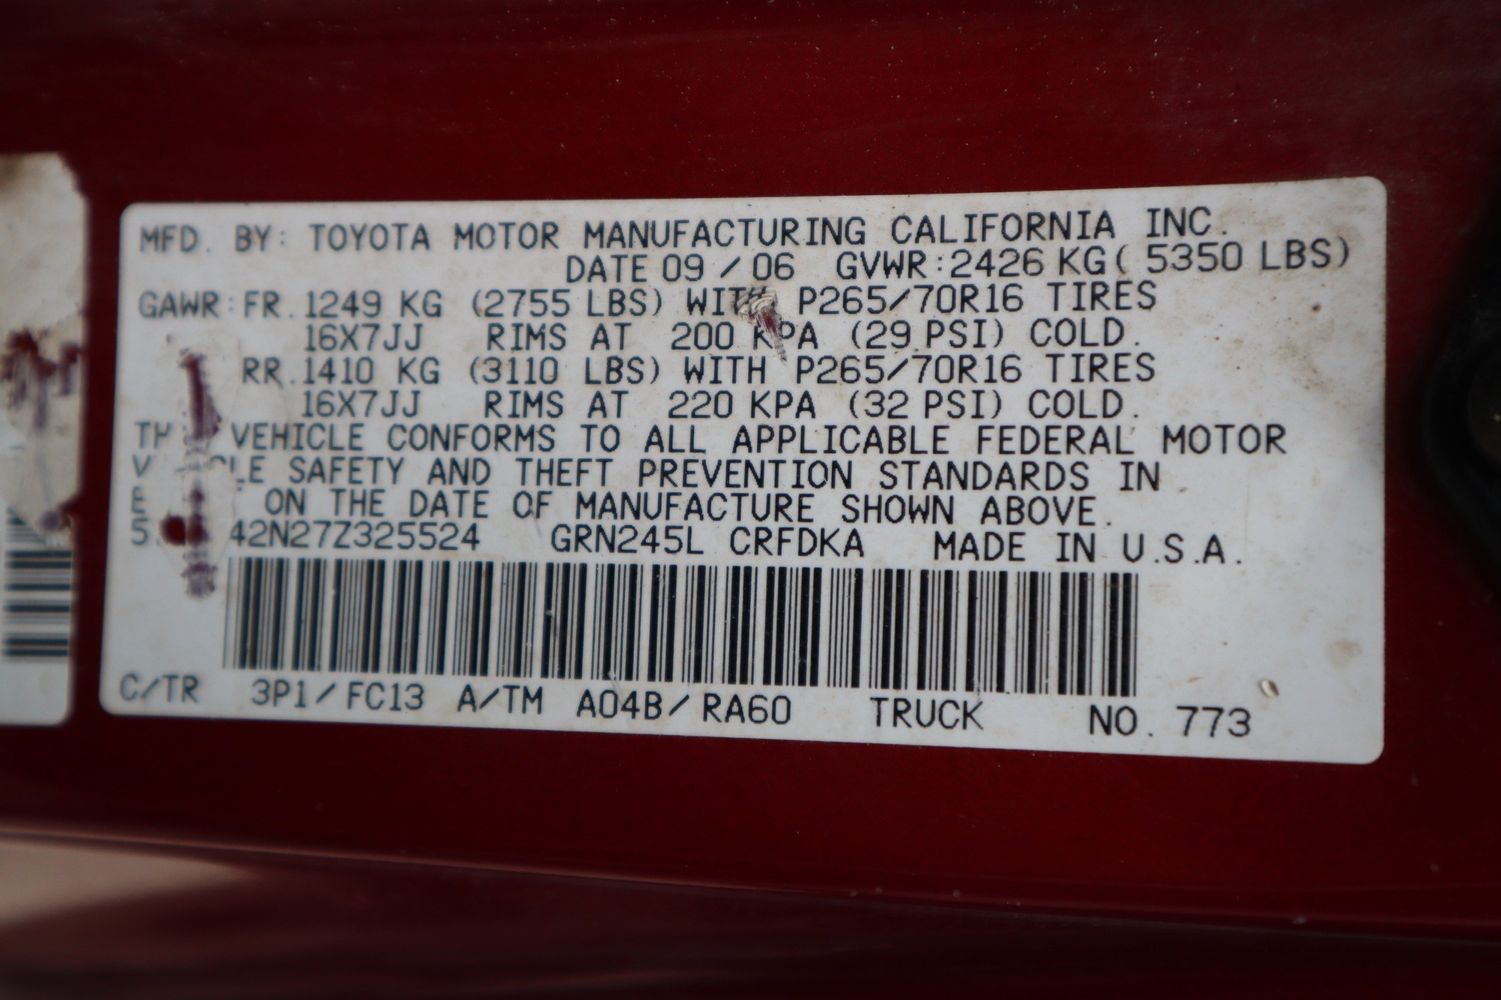 MFD. BY: TOYOTA MOTOR MANUFACTURING CALIFORNIA INC.
DATE 09 / 06 GVWR:2426 KG( 5350 LBS)
GAWR:FR.1249 KG (2755 LBS) WITH P265/70R16 TIRES
16X7JJ RIMS AT 200 KPA (29 PSI) COLD.
RR.1410 KG (3110 LBS) WITH P265/70R16 TIRES
16X7JJ RIMS AT 220 KPA (32 PSI) COLD.
VEHICLE CONFORMS TO ALL APPLICABLE FEDERAL MOTOR
SAFETY AND THEFT PREVENTION STANDARDS IN
ON THE DATE OF MANUFACTURE SHOWN ABOVE.
42N27Z325524 GRN245L CRFDKA MADE IN U.S.A.
C/TR 3P1/FC13 A/TM A04B/RA60 TRUCK NO. 773